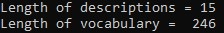 Length of descriptions = 15
Length of vocabulary =  246